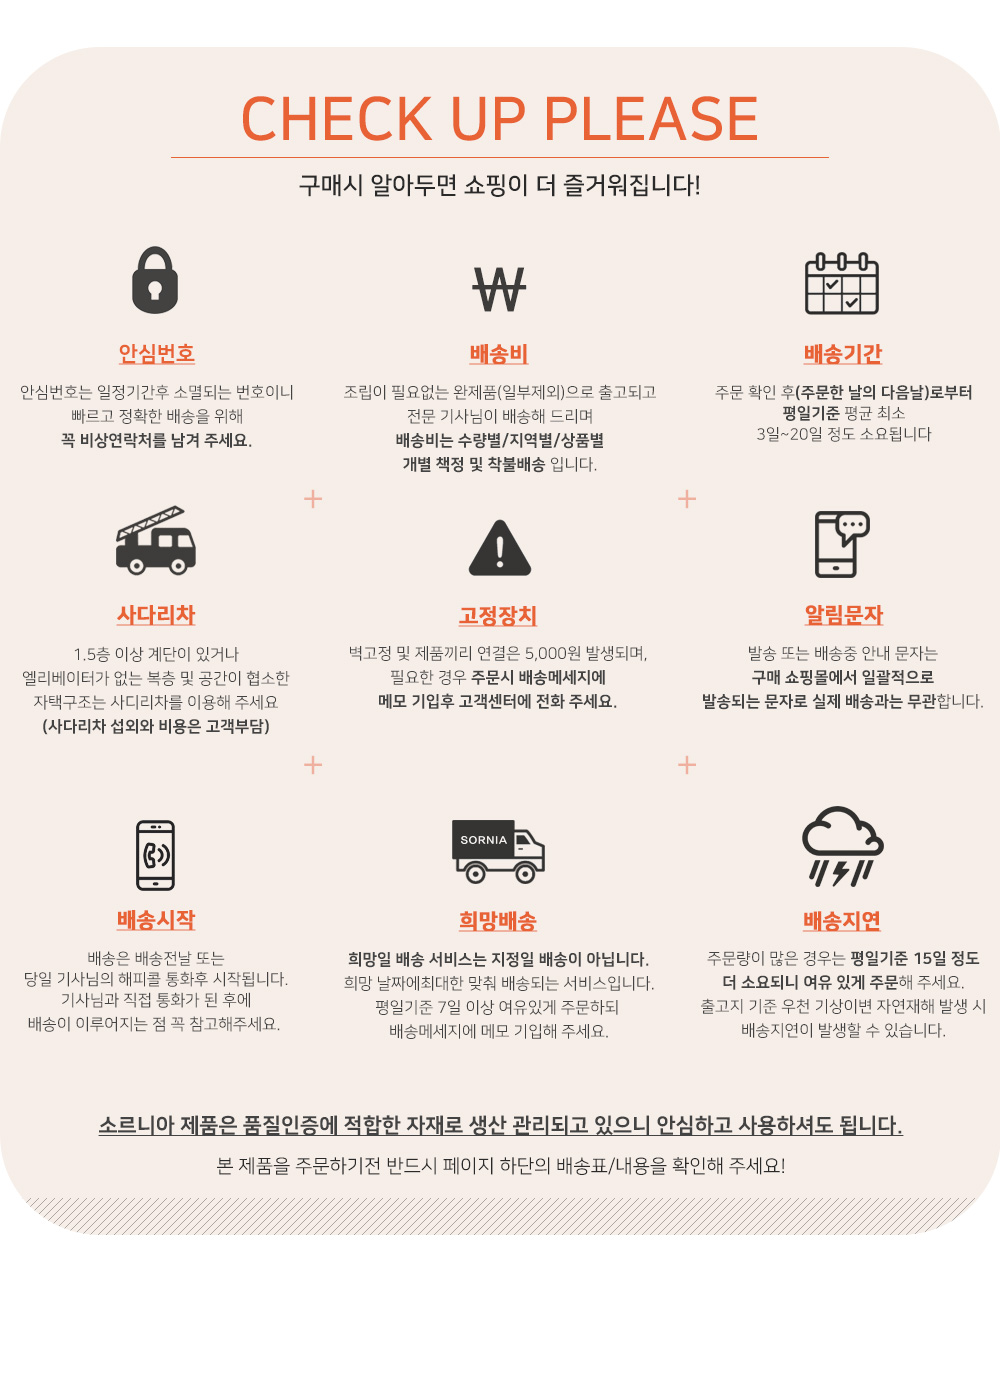 CHECK UP PLEASE
구매시 알아두면 쇼핑이 더 즐거워집니다!
안심번호
안심번호는 일정기간후 소멸되는 번호이니
빠르고 정확한 배송을 위해
꼭 비상연락처를 남겨 주세요.
₩
배송비
조립이 필요없는 완제품(일부제외)으로 출고되고
전문 기사님이 배송해 드리며
배송비는 수량별/지역별/상품별
개별 책정 및 착불배송 입니다.
배송기간
주문 확인 후(주문한 날의 다음날)로부터
평일기준 평균 최소
3일~20일 정도 소요됩니다
사다리차
1.5층 이상 계단이 있거나
엘리베이터가 없는 복층 및 공간이 협소한
자택구조는 사디리차를 이용해 주세요
(사다리차 섭외와 비용은 고객부담)
고정장치
벽고정 및 제품끼리 연결은 5,000원 발생되며,
필요한 경우 주문시 배송메세지에
메모 기입후 고객센터에 전화 주세요.
알림문자
발송 또는 배송중 안내 문자는
구매 쇼핑몰에서 일괄적으로
발송되는 문자로 실제 배송과는 무관합니다.
배송시작
배송은 배송전날 또는
당일 기사님의 해피콜 통화후 시작됩니다.
기사님과 직접 통화가 된 후에
배송이 이루어지는 점 꼭 참고해주세요.
SORNIA
희망배송
희망일 배송 서비스는 지정일 배송이 아닙니다.
희망 날짜에최대한 맞춰 배송되는 서비스입니다.
평일기준 7일 이상 여유있게 주문하되
배송메세지에 메모 기입해 주세요.
배송지연
주문량이 많은 경우는 평일기준 15일 정도
더 소요되니 여유 있게 주문해 주세요.
출고지 기준 우천 기상이변 자연재해 발생 시
배송지연이 발생할 수 있습니다.
소르니아 제품은 품질인증에 적합한 자재로 생산 관리되고 있으니 안심하고 사용하셔도 됩니다.
본 제품을 주문하기전 반드시 페이지 하단의 배송표/내용을 확인해 주세요!